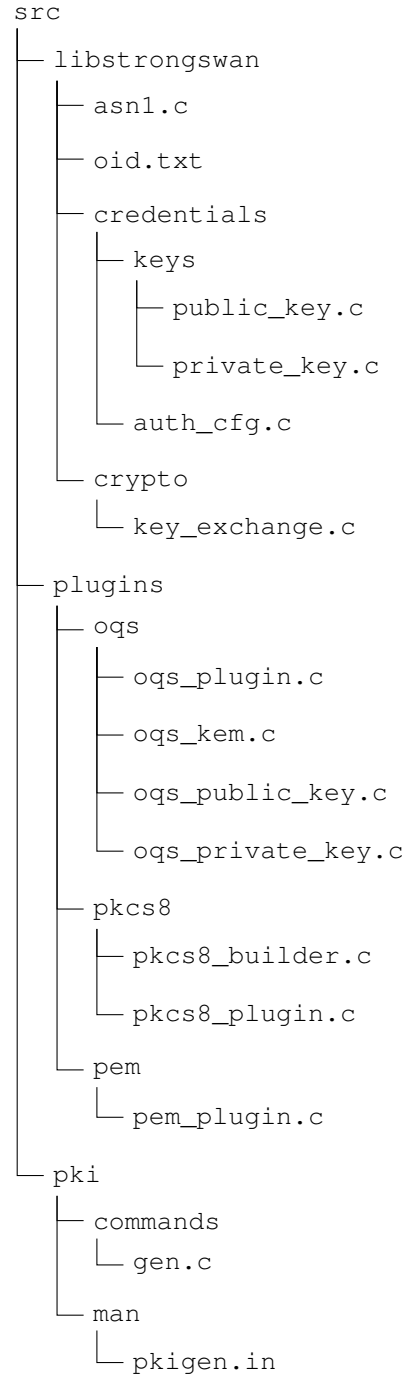 src
libstrongswan
asn1.c
oid.txt
credentials
keys
public_key.c
private_key.c
auth_cfg.c
crypto
key_exchange.c
plugins
oqs
oqs_plugin.c
oqs_kem.c
oqs_public_key.c
oqs_private_key.c
pkcs8
pkcs8_builder.c
pkcs8_plugin.c
pem
pem_plugin.c
pki
commands
gen.c
man
pkigen.in